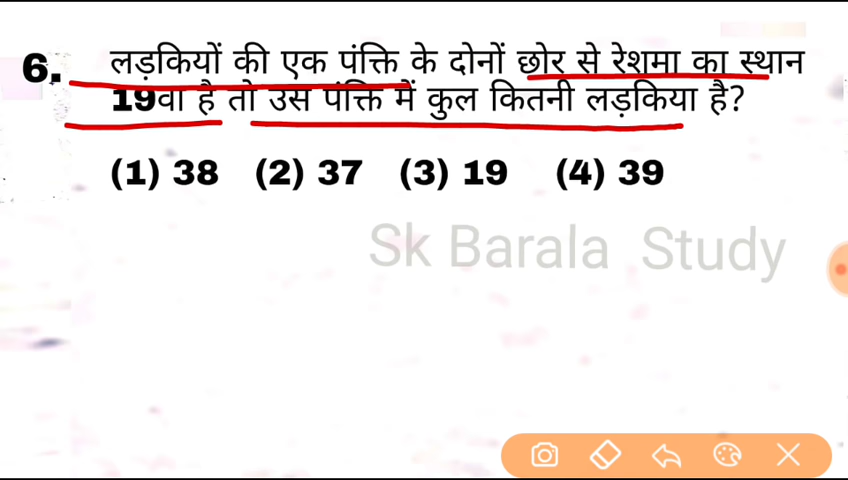 6. लड़कियों की एक पंक्ति के दोनों छोर से रेशमा का स्थान
19वा है तो उस पंक्ति में कुल कितनी लड़किया है?
(1) 38 (2) 37 (3) 19 (4) 39
Sk Barala Study